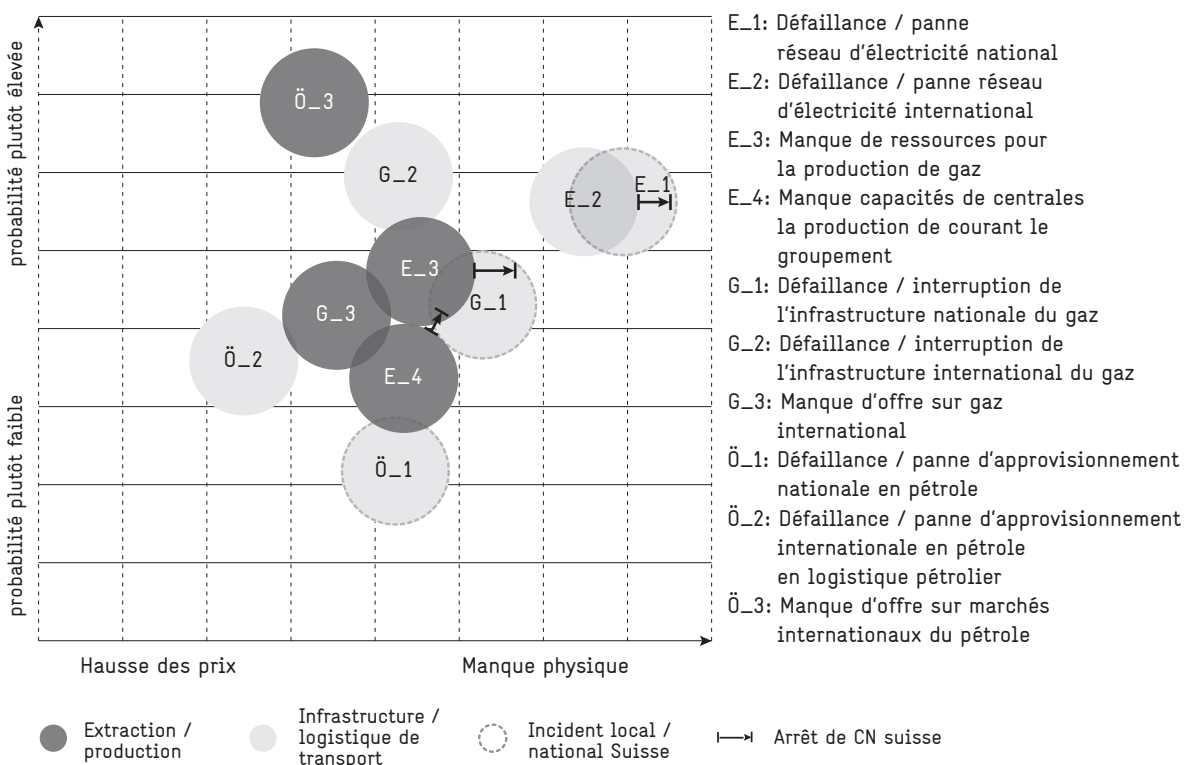 probabilité plutôt élevée
probabilité plutôt faible
Ö_3
G_2
E_2
E_1
E_3
G_1
G_3
Ö_2
E_4
Ö_1
Hausse des prix
Manque physique
E_1: Défaillance / panne
réseau d'électricité national
E_2: Défaillance / panne réseau
d'électricité international
E_3: Manque de ressources pour
la production de gaz
E_4: Manque capacités de centrales
la production de courant le
groupement
G_1: Défaillance / interruption de
l'infrastructure nationale du gaz
G_2: Défaillance / interruption de
l'infrastructure international du gaz
G_3: Manque d'offre sur gaz
international
Ö_1: Défaillance / panne d'approvisionnement
nationale en pétrole
Ö_2: Défaillance / panne d'approvisionnement
internationale en pétrole
en logistique pétrolier
Ö_3: Manque d'offre sur marchés
internationaux du pétrole
Extraction /
production
Infrastructure /
logistique de
transport
Incident local /
national Suisse
Arrêt de CN suisse